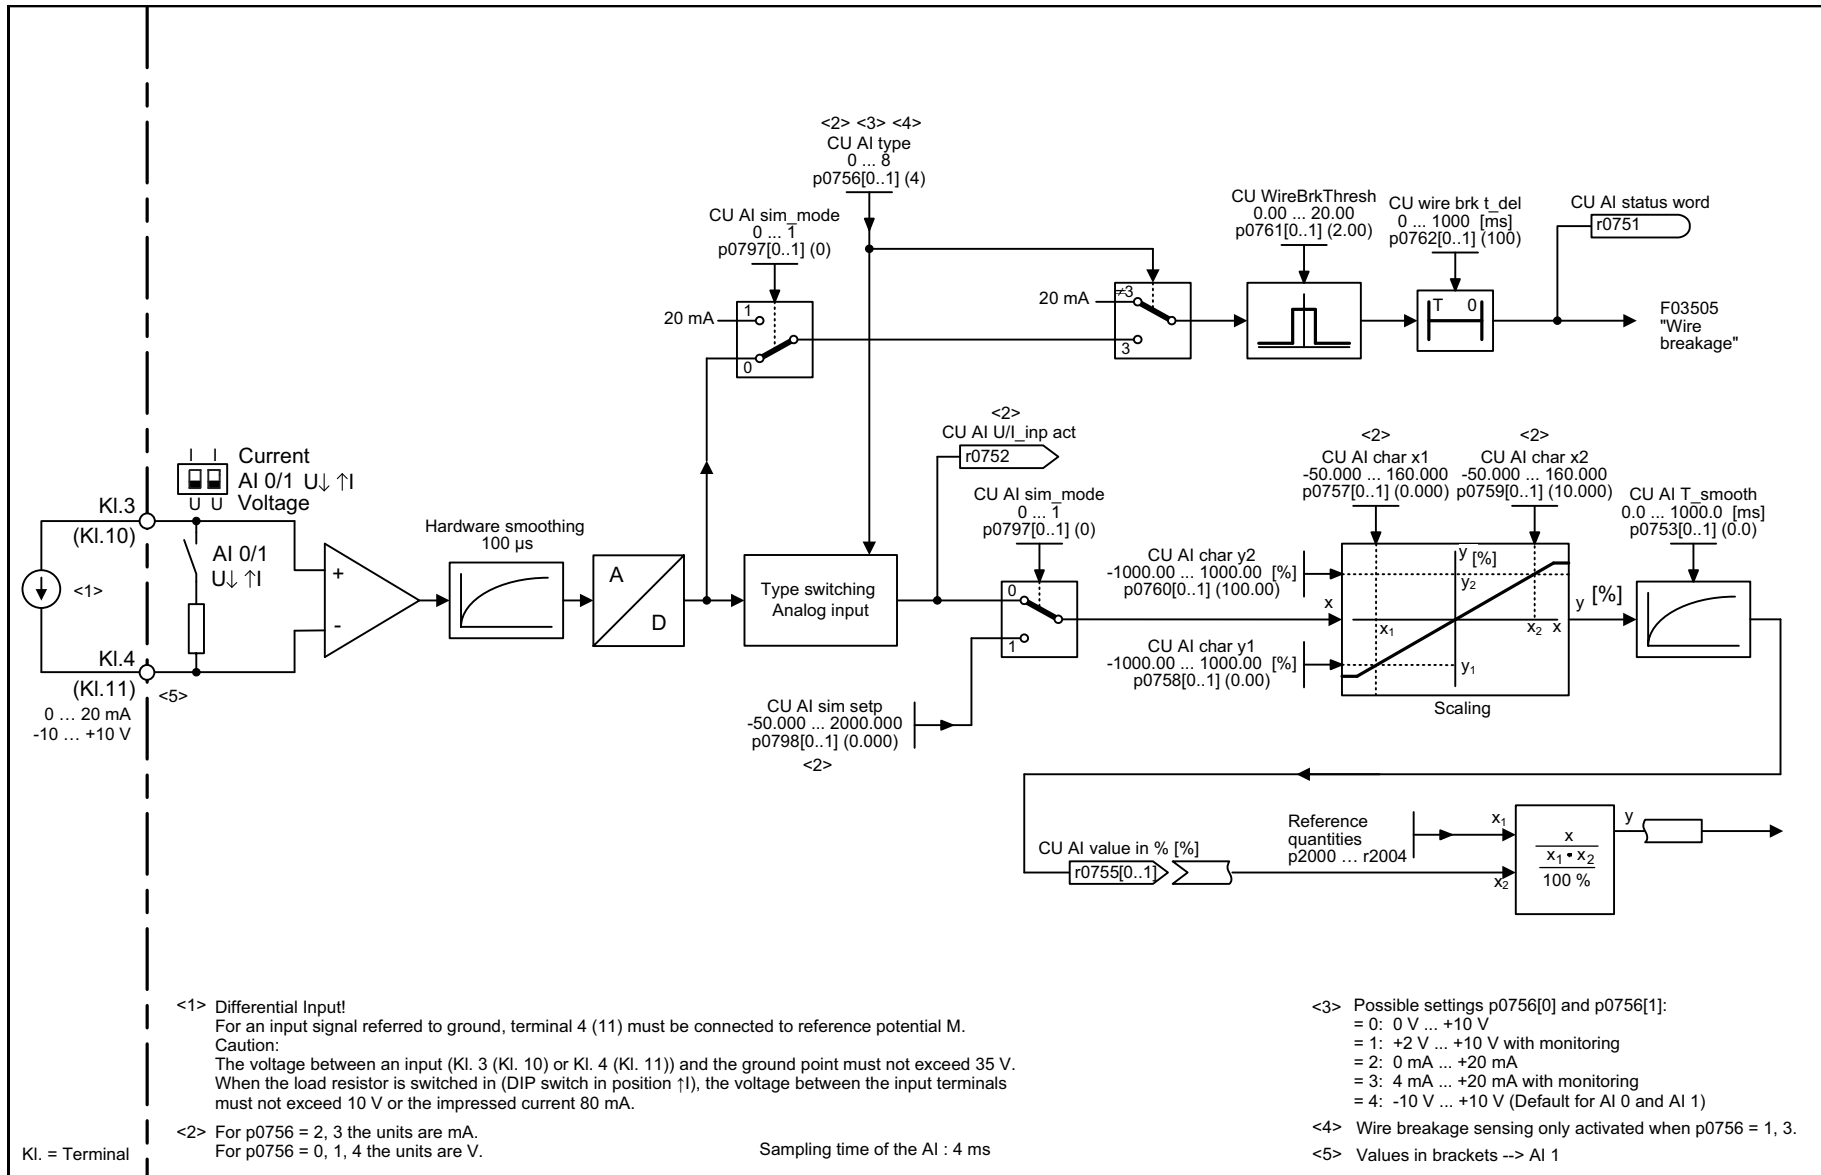 <2> <3> <4>
CU AI type
0 ... 8
p0756[0..1] (4)
CU AI sim_mode
0 ... 1
p0797[0..1] (0)
20 mA
1
0
20 mA
≠3
3
CU WireBrkThresh
0.00 ... 20.00
p0761[0..1] (2.00)
CU wire brk t_del
0 ... 1000 [ms]
p0762[0..1] (100)
T 0
CU AI status word
r0751
F03505
"Wire
breakage"
I I
Current
AI 0/1 U↓ ↑I
U U Voltage
Kl.3
(Kl.10)
<1>
AI 0/1
U↓ ↑I
Kl.4
(Kl.11)
<5>
0 … 20 mA
-10 … +10 V
+
-
Hardware smoothing
100 µs
A
D
Type switching
Analog input
<2>
CU AI U/I_inp act
r0752
CU AI sim_mode
0 ... 1
p0797[0..1] (0)
0
1
CU AI sim setp
-50.000 ... 2000.000
p0798[0..1] (0.000)
<2>
CU AI char y2
-1000.00 ... 1000.00 [%]
p0760[0..1] (100.00)
x
CU AI char y1
-1000.00 ... 1000.00 [%]
p0758[0..1] (0.00)
<2>
CU AI char x1
-50.000 ... 160.000
p0757[0..1] (0.000)
<2>
CU AI char x2
-50.000 ... 160.000
p0759[0..1] (10.000)
y [%]
y2
x1
x2 x
y1
Scaling
y [%]
CU AI T_smooth
0.0 ... 1000.0 [ms]
p0753[0..1] (0.0)
CU AI value in % [%]
r0755[0..1]
Reference
quantities
p2000 … r2004
x1
x2
x
x1 ▪ x2
100 %
y
<1> Differential Input!
For an input signal referred to ground, terminal 4 (11) must be connected to reference potential M.
Caution:
The voltage between an input (Kl. 3 (Kl. 10) or Kl. 4 (Kl. 11)) and the ground point must not exceed 35 V.
When the load resistor is switched in (DIP switch in position ↑I), the voltage between the input terminals
must not exceed 10 V or the impressed current 80 mA.
<2> For p0756 = 2, 3 the units are mA.
For p0756 = 0, 1, 4 the units are V.
Sampling time of the AI : 4 ms
<3> Possible settings p0756[0] and p0756[1]:
= 0: 0 V ... +10 V
= 1: +2 V ... +10 V with monitoring
= 2: 0 mA ... +20 mA
= 3: 4 mA ... +20 mA with monitoring
= 4: -10 V ... +10 V (Default for AI 0 and AI 1)
<4> Wire breakage sensing only activated when p0756 = 1, 3.
<5> Values in brackets --> AI 1
Kl. = Terminal